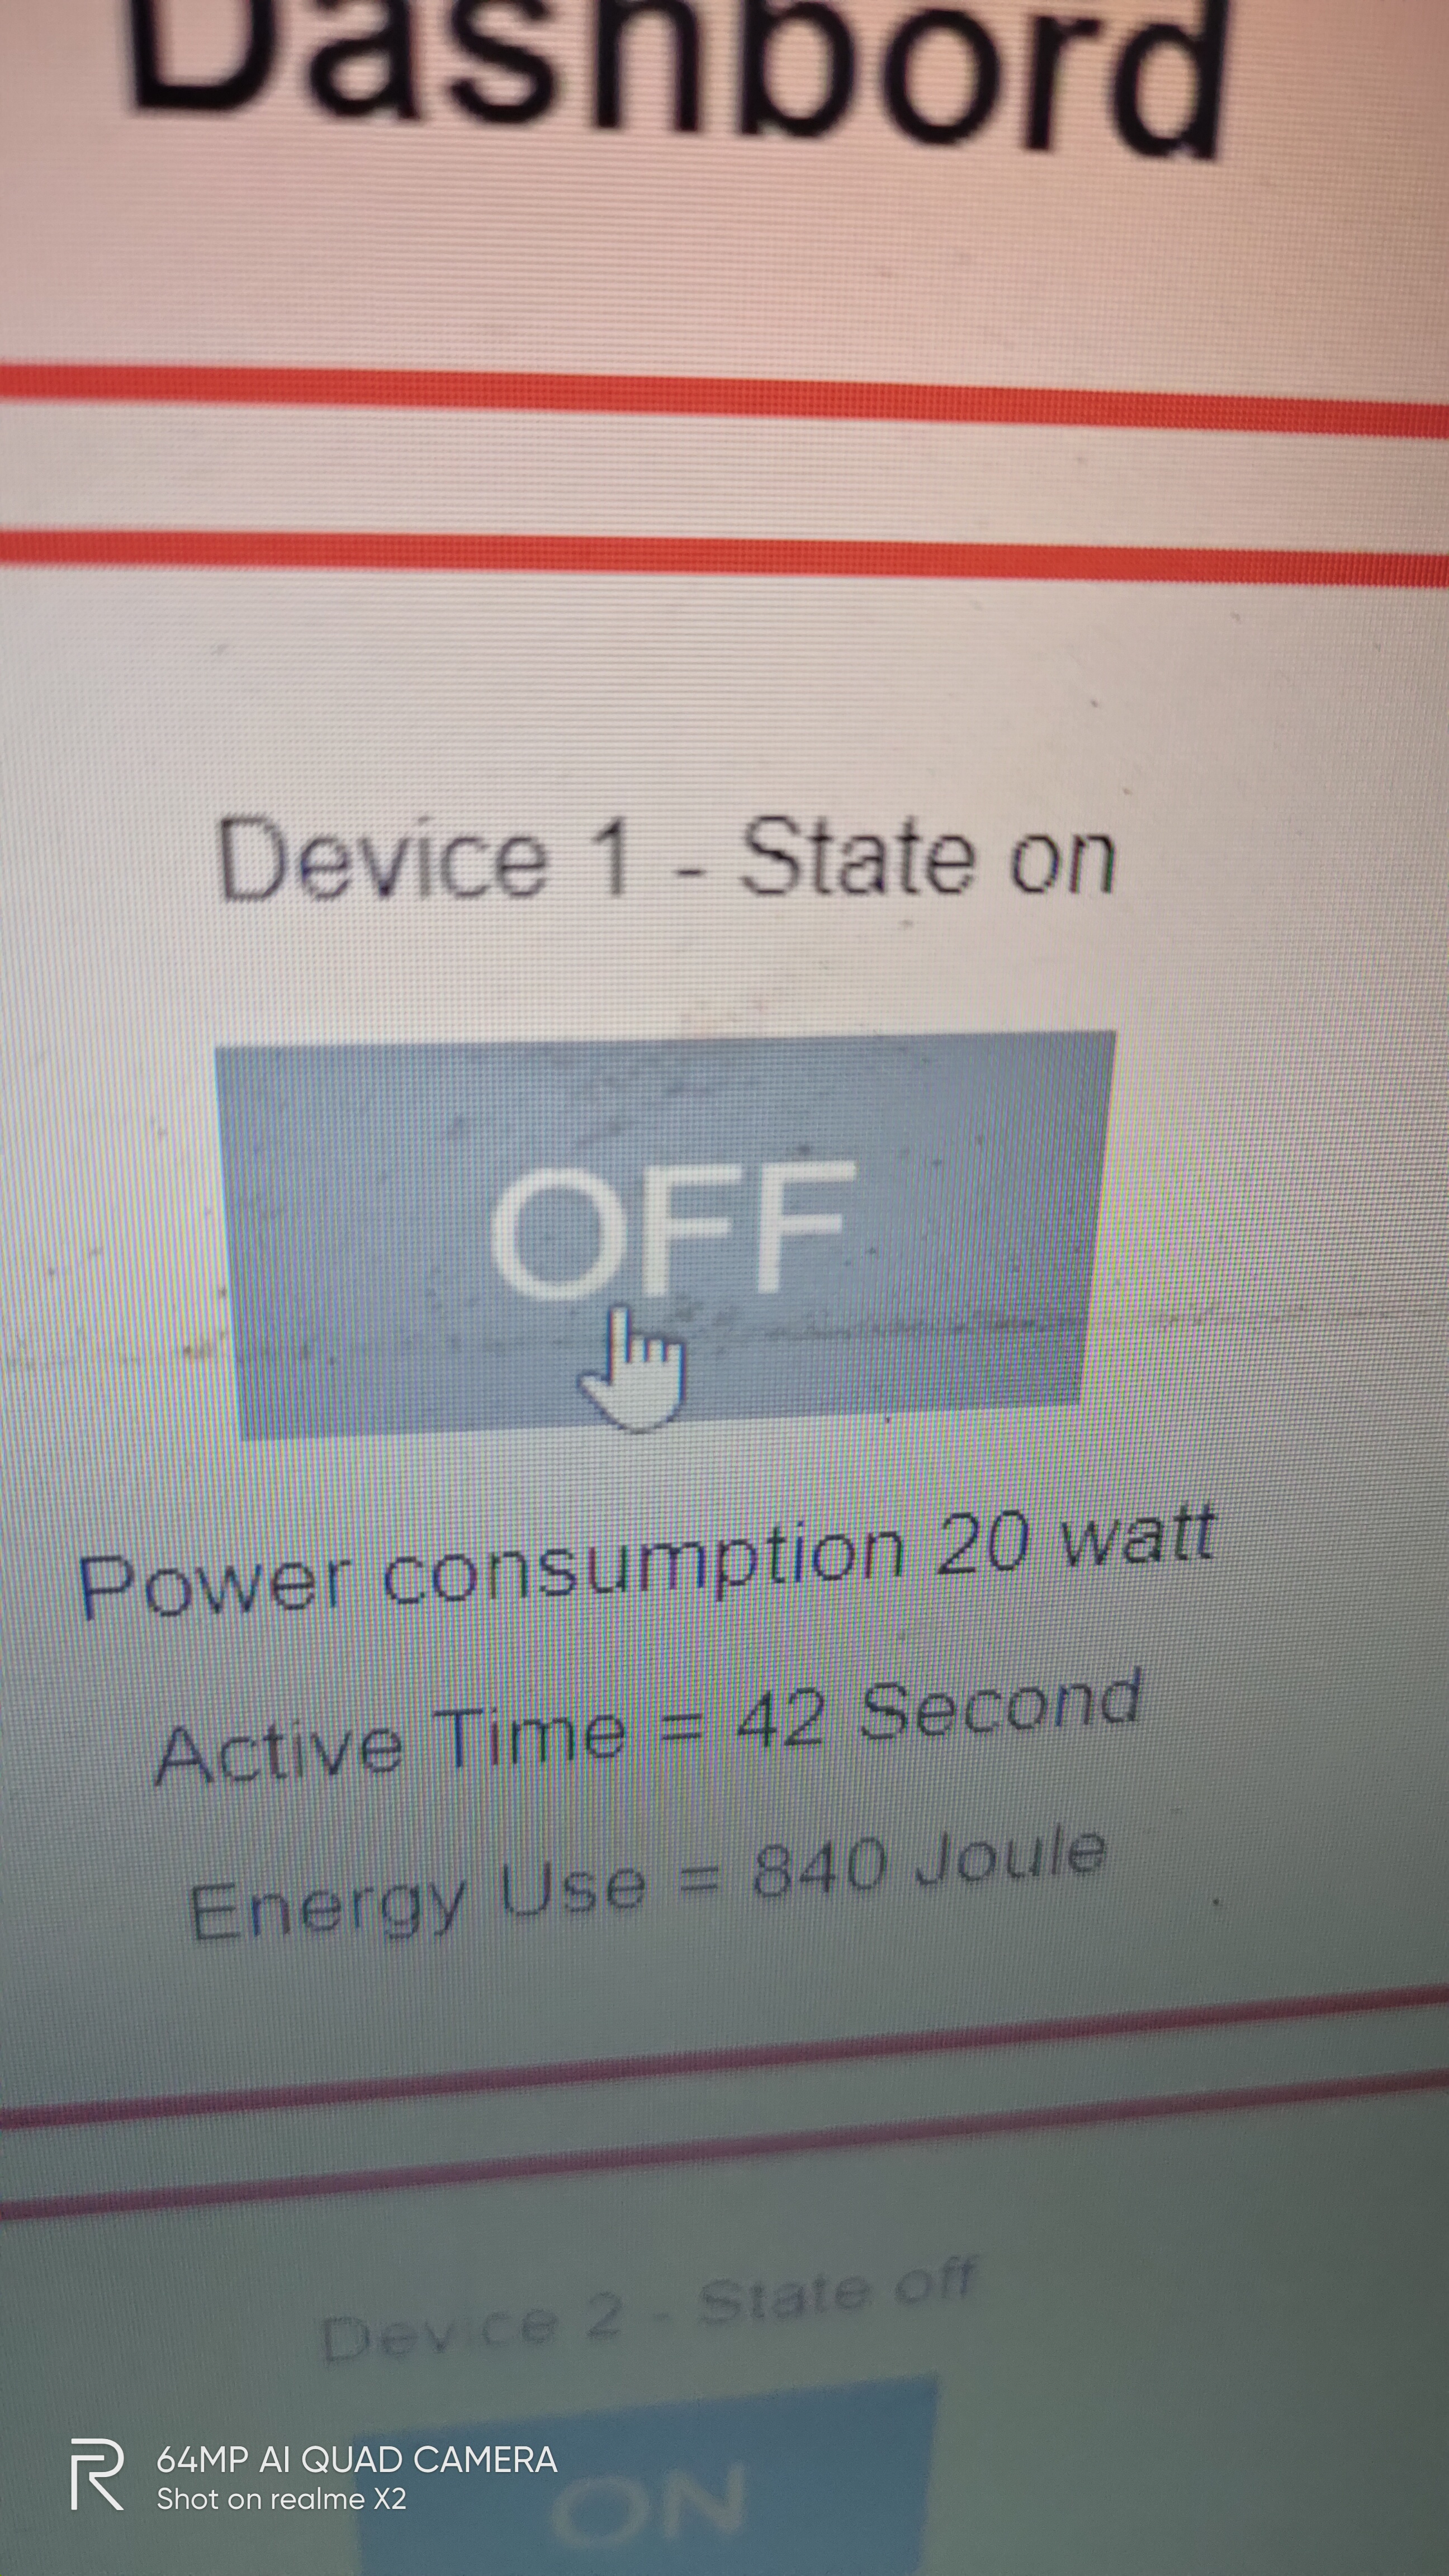 Dashbord
Device 1 - State on
OFF
Power consumption 20 watt
Active Time = 42 Second
Energy Use = 840 Joule
Device 2 - State off
ON
64MP AI QUAD CAMERA
Shot on realme X2